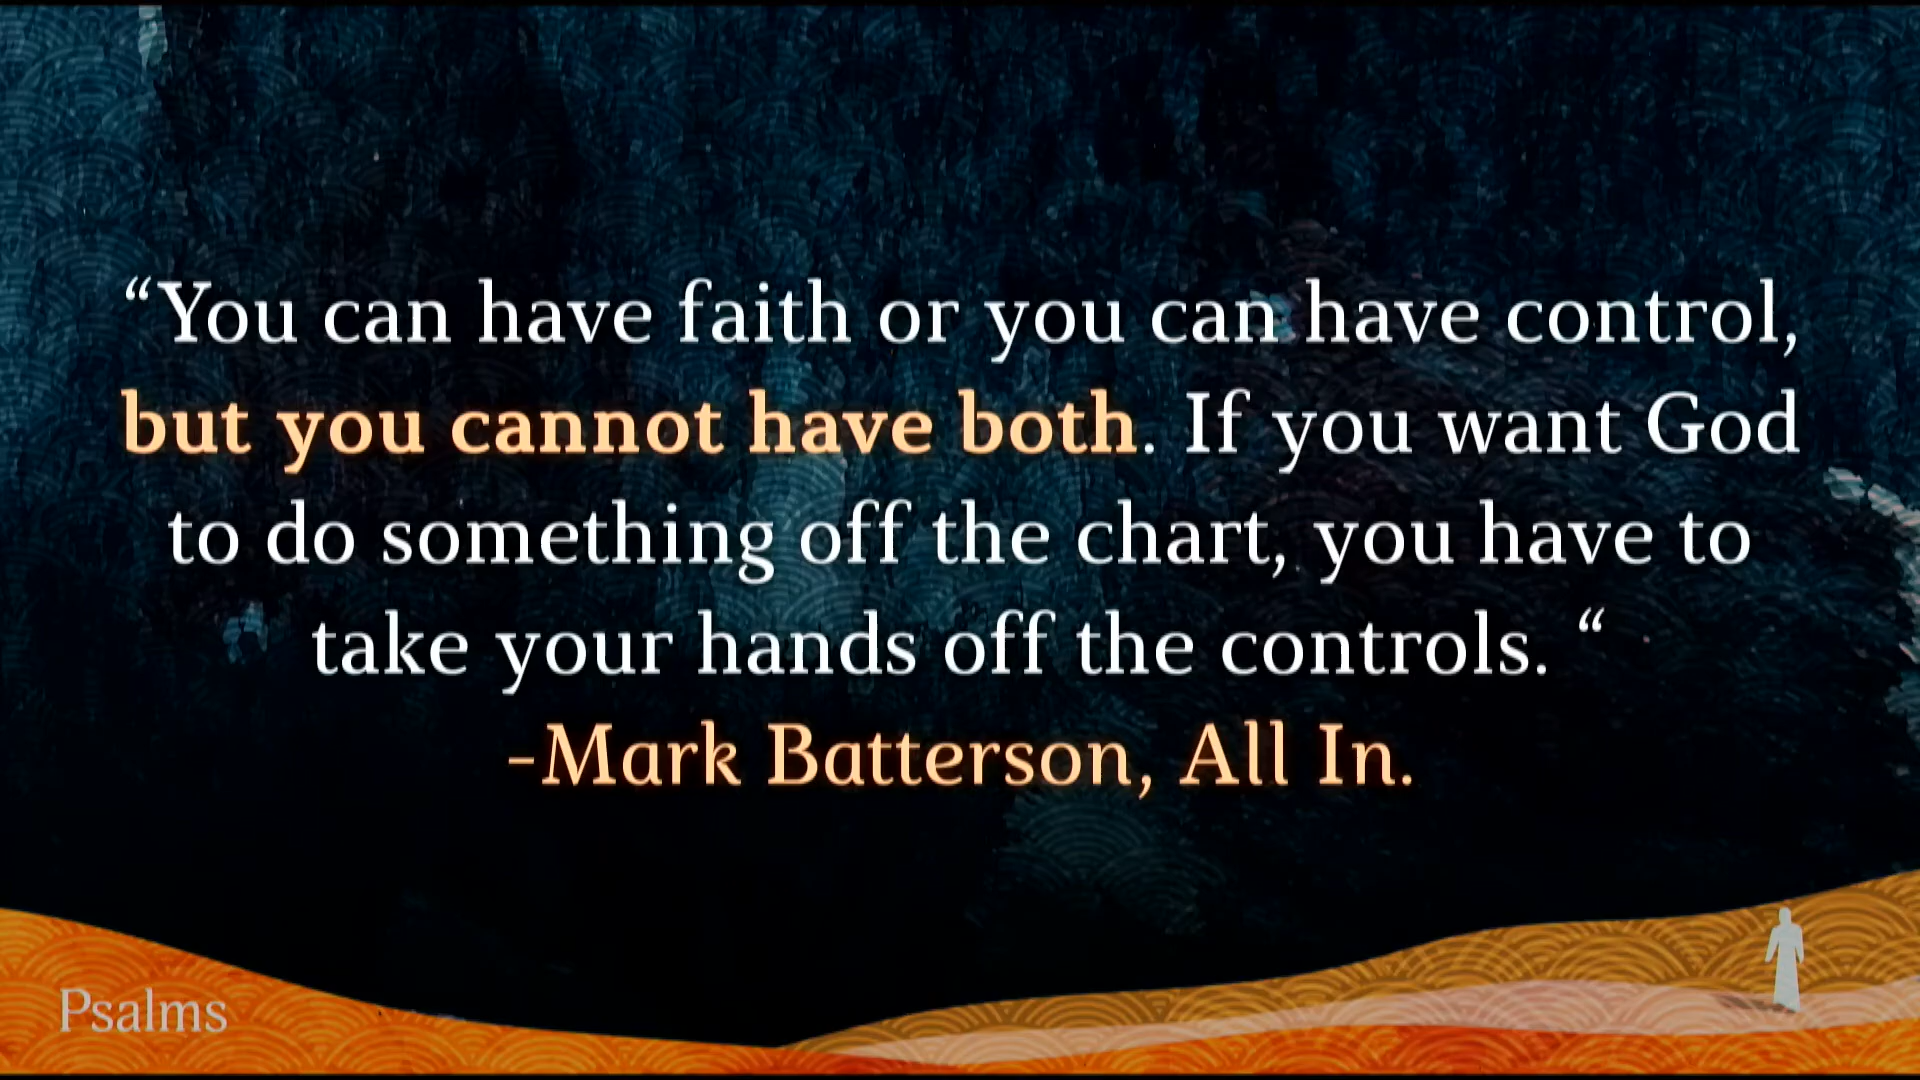 “You can have faith or you can have control,
but you cannot have both. If you want God
to do something off the chart, you have to
take your hands off the controls. “
-Mark Batterson, All In.
Psalms